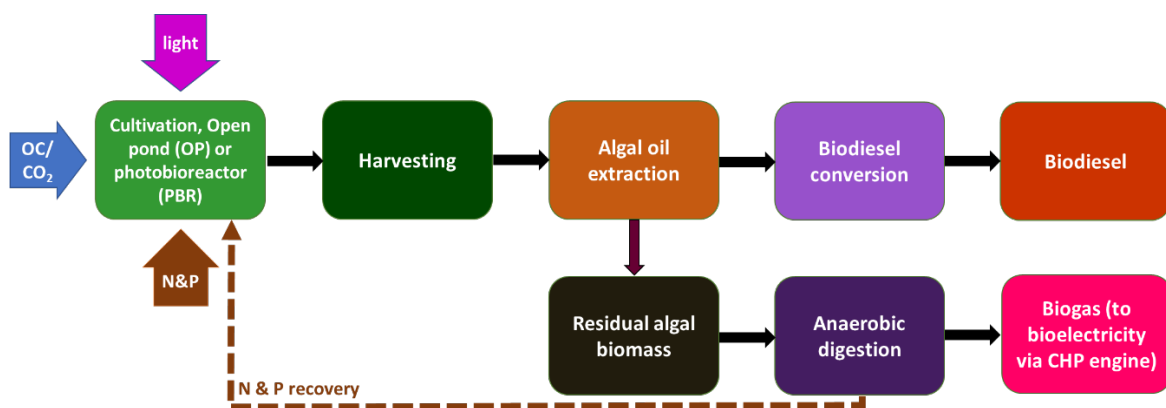 light
OC/
CO₂
Cultivation, Open
pond (OP) or
photobioreactor
(PBR)
Harvesting
Algal oil
extraction
Biodiesel
conversion
Biodiesel
N&P
Residual algal
biomass
Anaerobic
digestion
Biogas (to
bioelectricity
via CHP engine)
N & P recovery